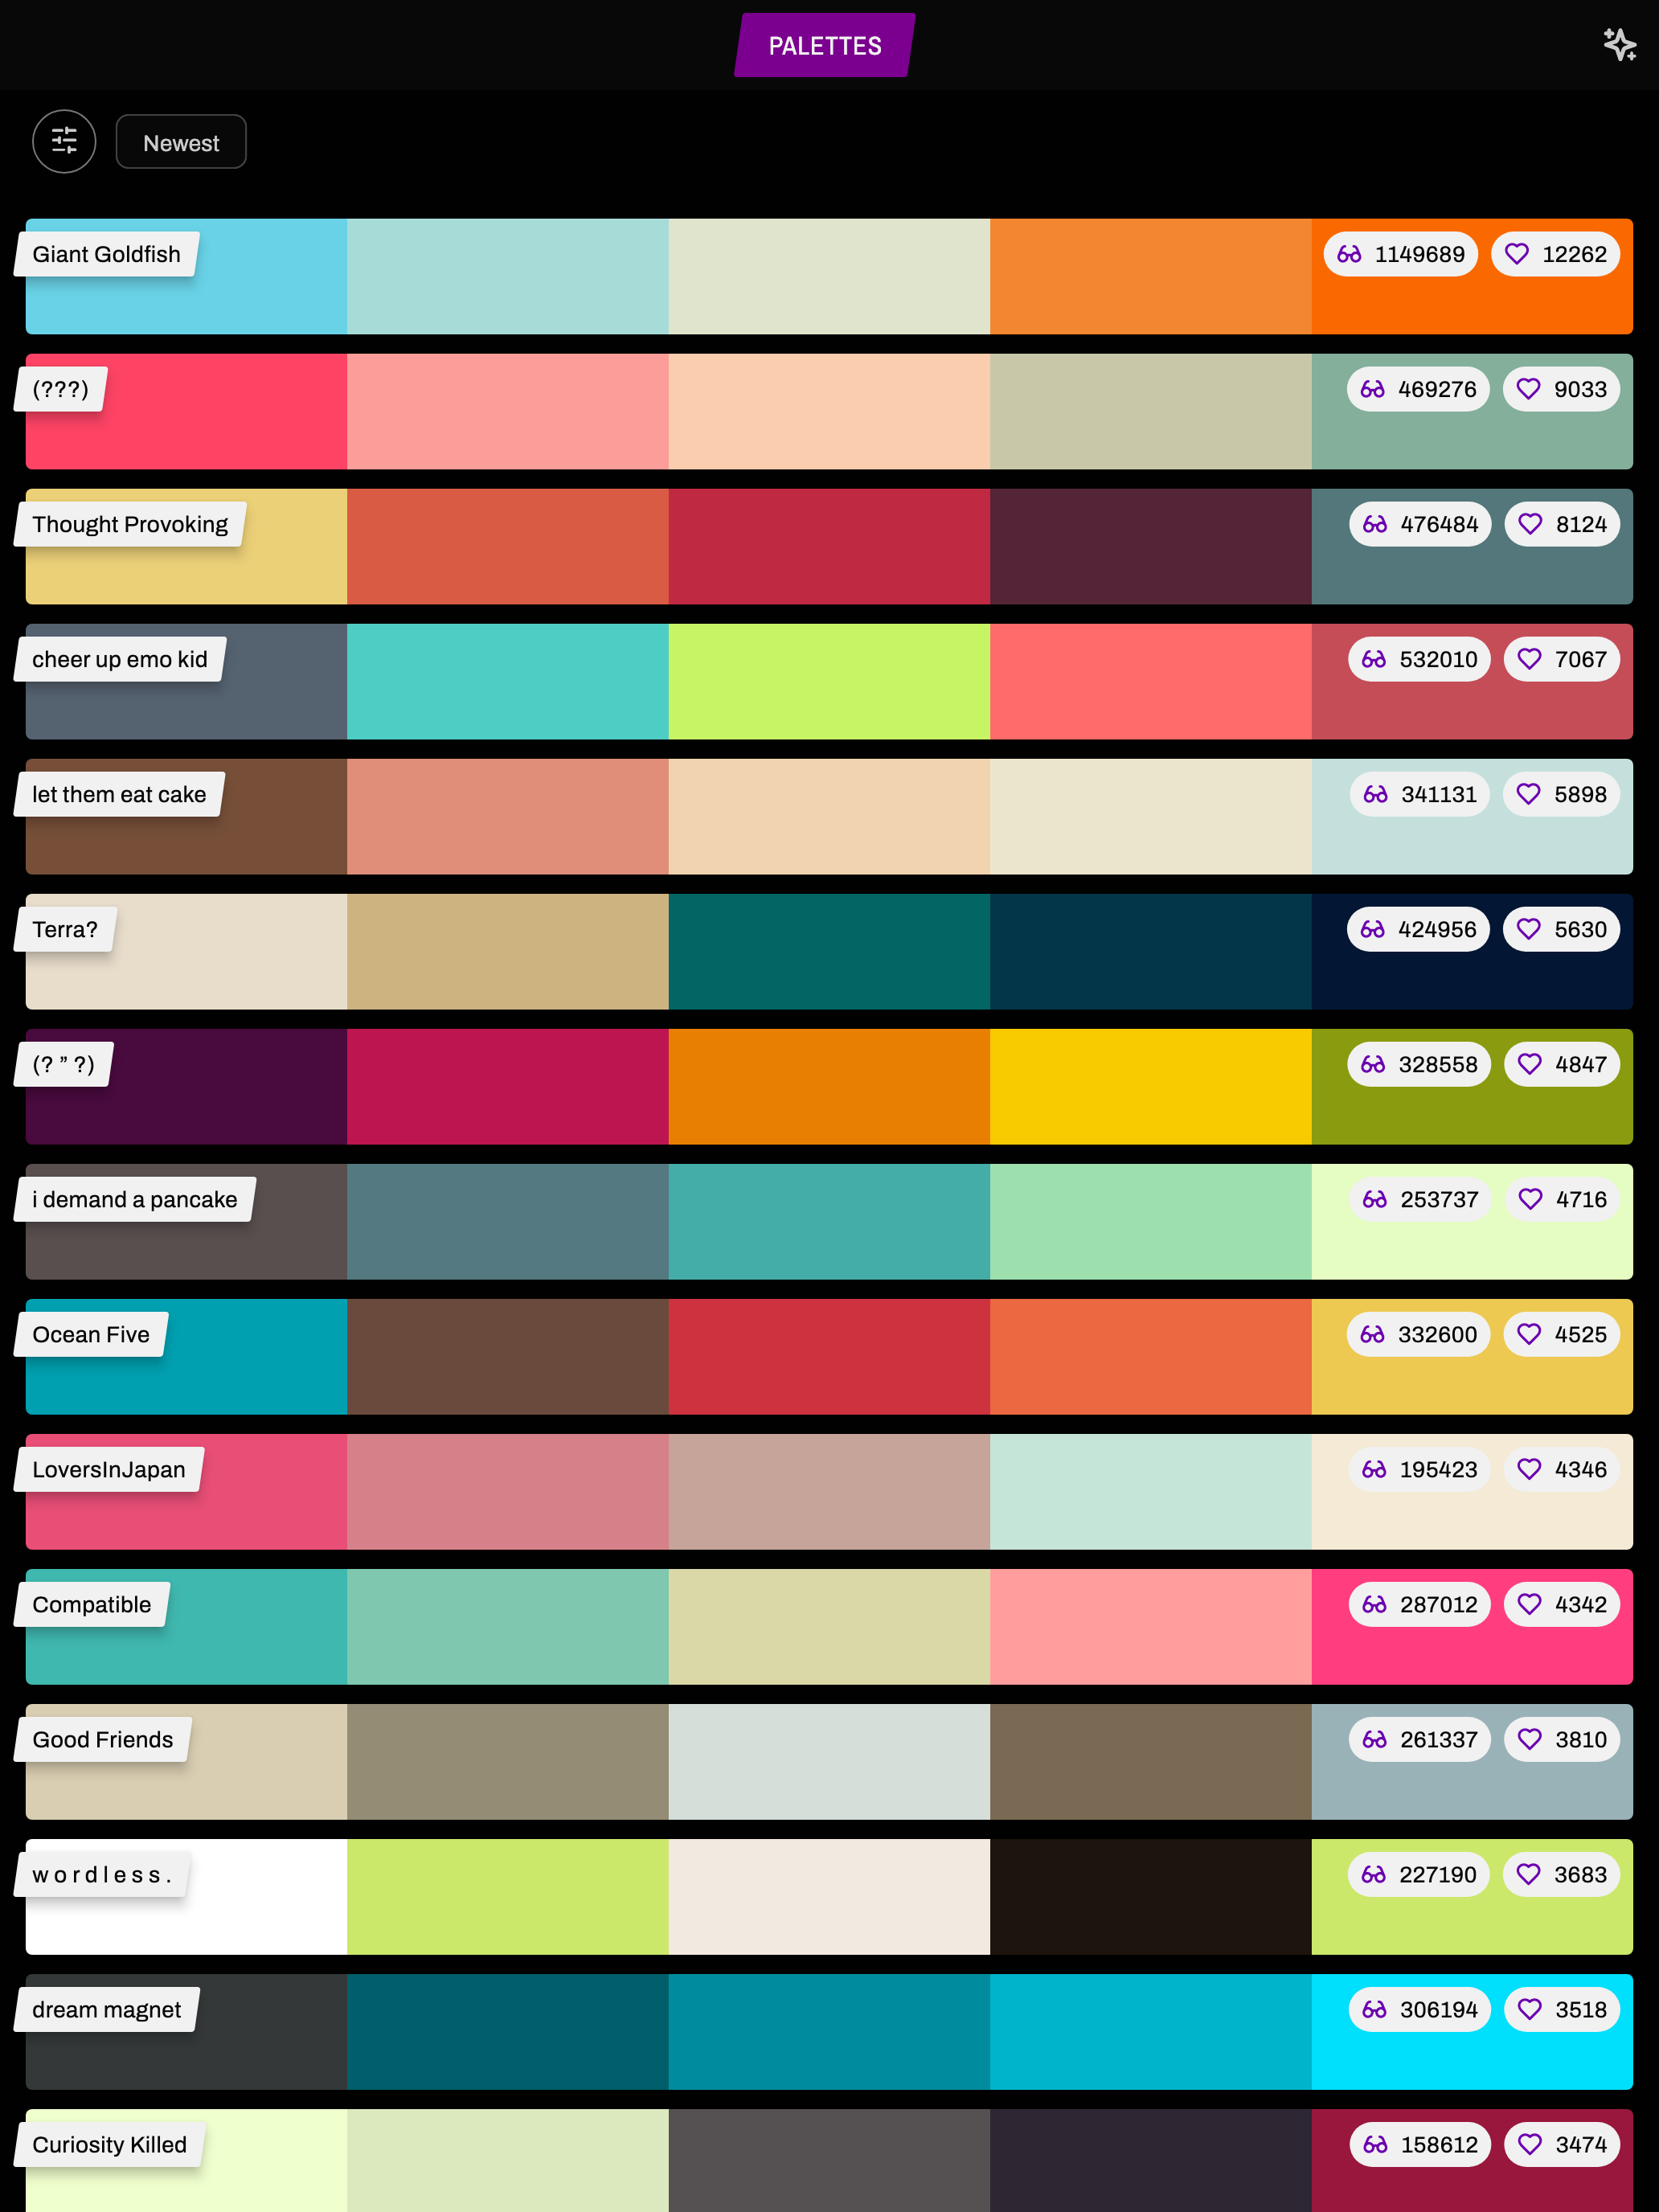 PALETTES
Newest
Giant Goldfish 1149689 12262
(???) 469276 9033
Thought Provoking 476484 8124
cheer up emo kid 532010 7067
let them eat cake 341131 5898
Terra? 424956 5630
(? ” ?) 328558 4847
i demand a pancake 253737 4716
Ocean Five 332600 4525
LoversInJapan 195423 4346
Compatible 287012 4342
Good Friends 261337 3810
w o r d l e s s . 227190 3683
dream magnet 306194 3518
Curiosity Killed 158612 3474